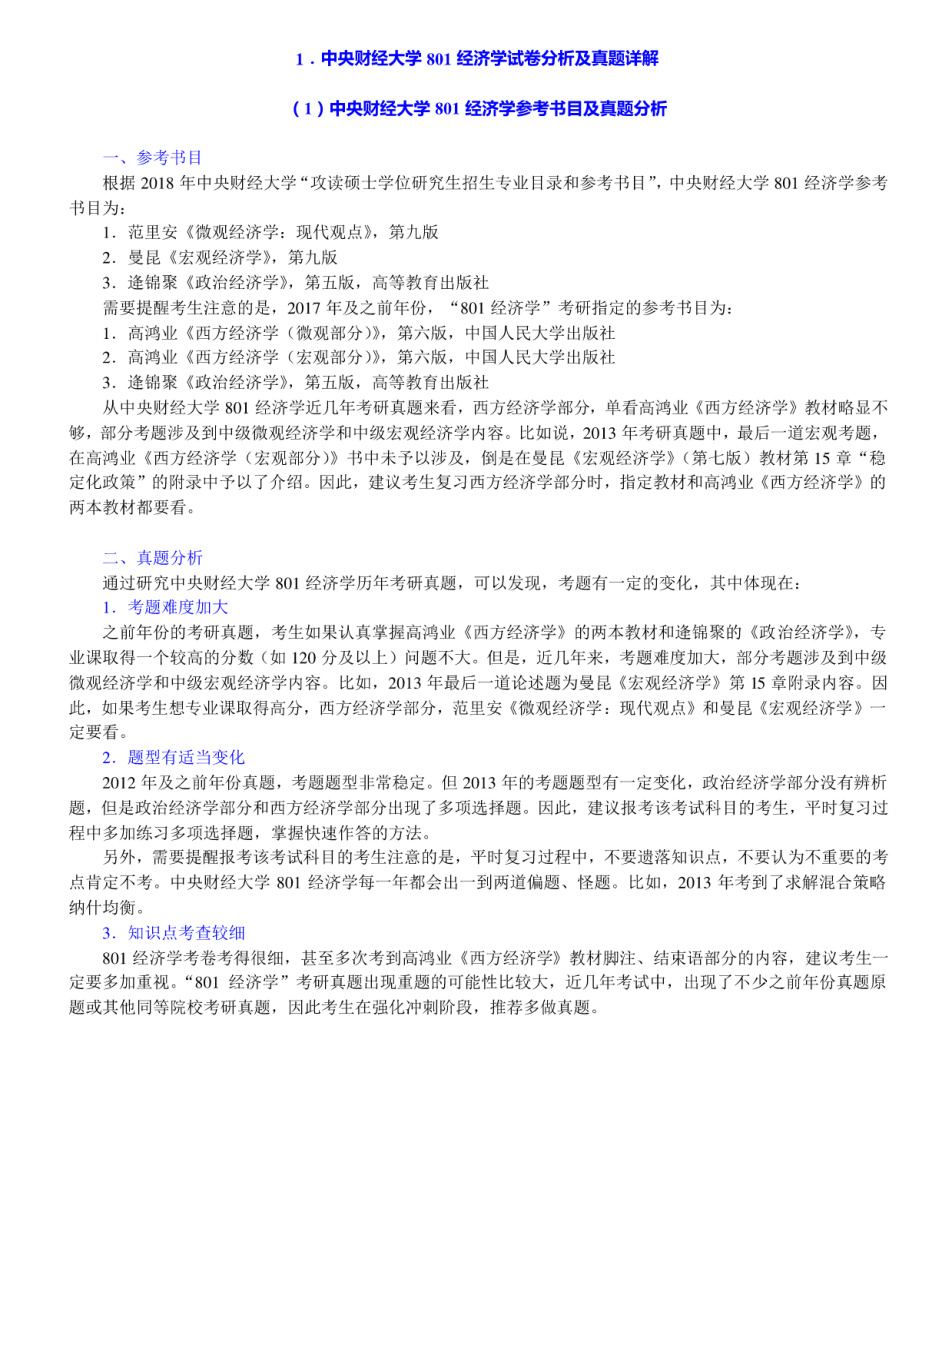 1．中央财经大学 801 经济学试卷分析及真题详解
（1）中央财经大学 801 经济学参考书目及真题分析
一、参考书目
根据 2018 年中央财经大学“攻读硕士学位研究生招生专业目录和参考书目”，中央财经大学 801 经济学参考
书目为：
1．范里安《微观经济学：现代观点》，第九版
2．曼昆《宏观经济学》，第九版
3．逄锦聚《政治经济学》，第五版，高等教育出版社
需要提醒考生注意的是，2017 年及之前年份，“801 经济学”考研指定的参考书目为：
1．高鸿业《西方经济学（微观部分）》，第六版，中国人民大学出版社
2．高鸿业《西方经济学（宏观部分）》，第六版，中国人民大学出版社
3．逄锦聚《政治经济学》，第五版，高等教育出版社
从中央财经大学 801 经济学近几年考研真题来看，西方经济学部分，单看高鸿业《西方经济学》教材略显不
够，部分考题涉及到中级微观经济学和中级宏观经济学内容。比如说，2013 年考研真题中，最后一道宏观考题，
在高鸿业《西方经济学（宏观部分）》书中未予以涉及，倒是在曼昆《宏观经济学》（第七版）教材第 15 章“稳
定化政策”的附录中予以了介绍。因此，建议考生复习西方经济学部分时，指定教材和高鸿业《西方经济学》的
两本教材都要看。
二、真题分析
通过研究中央财经大学 801 经济学历年考研真题，可以发现，考题有一定的变化，其中体现在：
1．考题难度加大
之前年份的考研真题，考生如果认真掌握高鸿业《西方经济学》的两本教材和逄锦聚的《政治经济学》，专
业课取得一个较高的分数（如 120 分及以上）问题不大。但是，近几年来，考题难度加大，部分考题涉及到中级
微观经济学和中级宏观经济学内容。比如，2013 年最后一道论述题为曼昆《宏观经济学》第 15 章附录内容。因
此，如果考生想专业课取得高分，西方经济学部分，范里安《微观经济学：现代观点》和曼昆《宏观经济学》一
定要看。
2．题型有适当变化
2012 年及之前年份真题，考题题型非常稳定。但 2013 年的考题题型有一定变化，政治经济学部分没有辨析
题，但是政治经济学部分和西方经济学部分出现了多项选择题。因此，建议报考该考试科目的考生，平时复习过
程中多加练习多项选择题，掌握快速作答的方法。
另外，需要提醒报考该考试科目的考生注意的是，平时复习过程中，不要遗落知识点，不要认为不重要的考
点肯定不考。中央财经大学 801 经济学每一年都会出一到两道偏题、怪题。比如，2013 年考到了求解混合策略
纳什均衡。
3．知识点考查较细
801 经济学考卷考得很细，甚至多次考到高鸿业《西方经济学》教材脚注、结束语部分的内容，建议考生一
定要多加重视。“801 经济学”考研真题出现重题的可能性比较大，近几年考试中，出现了不少之前年份真题原
题或其他同等院校考研真题，因此考生在强化冲刺阶段，推荐多做真题。